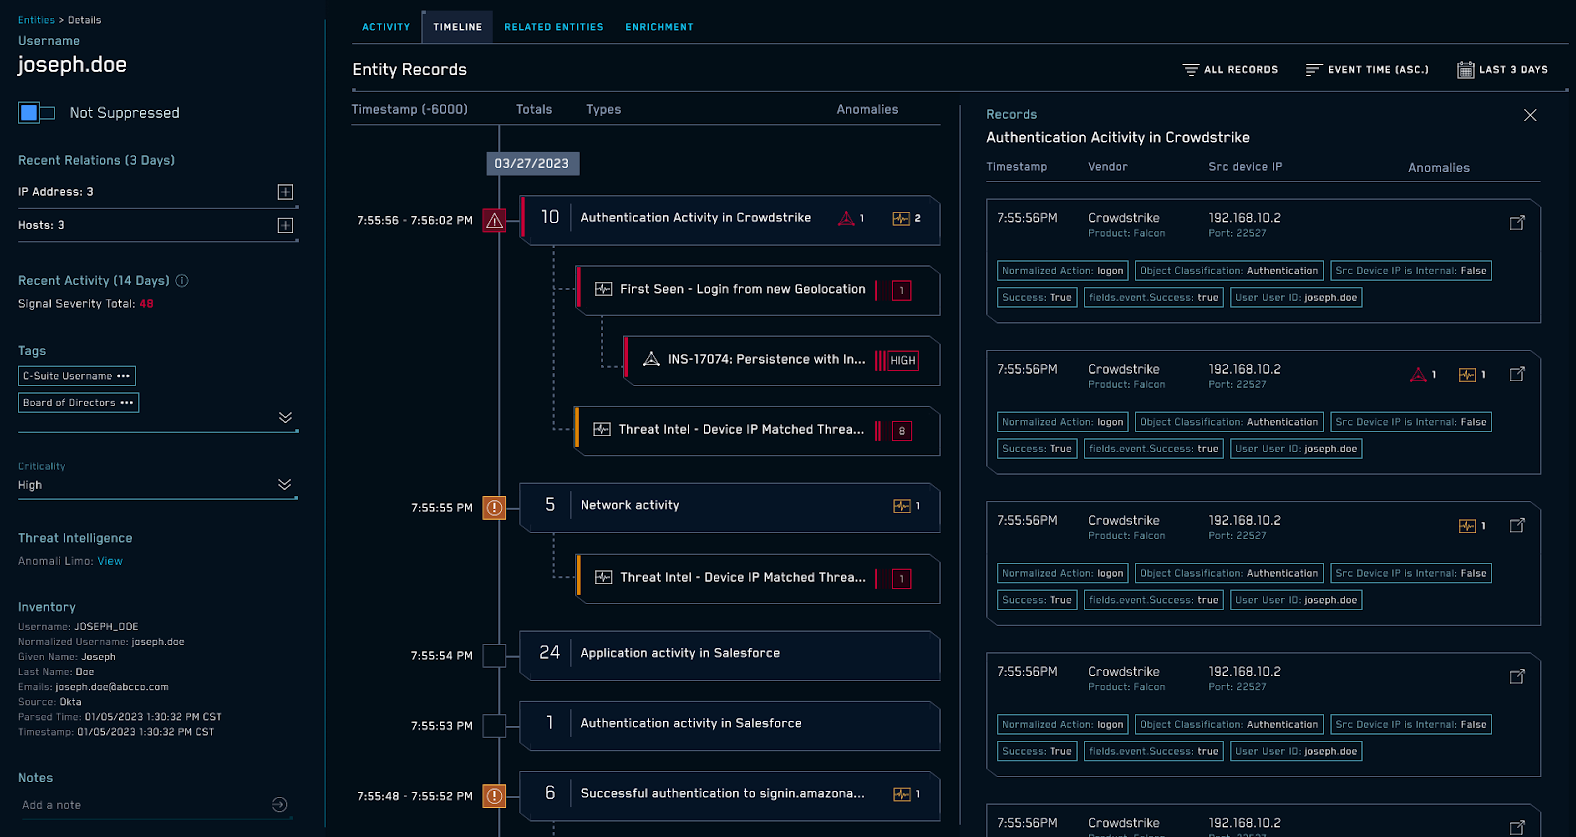 Entities > Details
Username
joseph.doe
Not Suppressed
Recent Relations (3 Days)
IP Address: 3
Hosts: 3
Recent Activity (14 Days)
Signal Severity Total: 48
Tags
C-Suite Username •••
Board of Directors •••
Criticality
High
Threat Intelligence
Anomali Limo: View
Inventory
Username: JOSEPH_DOE
Normalized Username: joseph.doe
Given Name: Joseph
Last Name: Doe
Emails: joseph.doe@abcco.com
Source: Okta
Parsed Time: 01/05/2023 1:30:32 PM CST
Timestamp: 01/05/2023 1:30:32 PM CST
Notes
Add a note
ACTIVITY TIMELINE RELATED ENTITIES ENRICHMENT
Entity Records
ALL RECORDS EVENT TIME (ASC.) LAST 3 DAYS
Timestamp (-6000) Totals Types Anomalies
03/27/2023
7:55:56 - 7:56:02 PM 10 Authentication Activity in Crowdstrike 1 2
First Seen - Login from new Geolocation 1
INS-17074: Persistence with In... HIGH
Threat Intel - Device IP Matched Threa... 8
7:55:55 PM 5 Network activity 1
Threat Intel - Device IP Matched Threa... 1
7:55:54 PM 24 Application activity in Salesforce
7:55:53 PM 1 Authentication activity in Salesforce
7:55:48 - 7:55:52 PM 6 Successful authentication to signin.amazona... 1
Records
Authentication Acitivity in Crowdstrike
Timestamp Vendor Src device IP Anomalies
7:55:56PM Crowdstrike 192.168.10.2
Product: Falcon Port: 22527
Normalized Action: logon Object Classification: Authentication Src Device IP is Internal: False
Success: True fields.event.Success: true User User ID: joseph.doe
7:55:56PM Crowdstrike 192.168.10.2 1 1
Product: Falcon Port: 22527
Normalized Action: logon Object Classification: Authentication Src Device IP is Internal: False
Success: True fields.event.Success: true User User ID: joseph.doe
7:55:56PM Crowdstrike 192.168.10.2 1
Product: Falcon Port: 22527
Normalized Action: logon Object Classification: Authentication Src Device IP is Internal: False
Success: True fields.event.Success: true User User ID: joseph.doe
7:55:56PM Crowdstrike 192.168.10.2
Product: Falcon Port: 22527
Normalized Action: logon Object Classification: Authentication Src Device IP is Internal: False
Success: True fields.event.Success: true User User ID: joseph.doe
7:55:56PM Crowdstrike 192.168.10.2
Product: Falcon Port: 22527